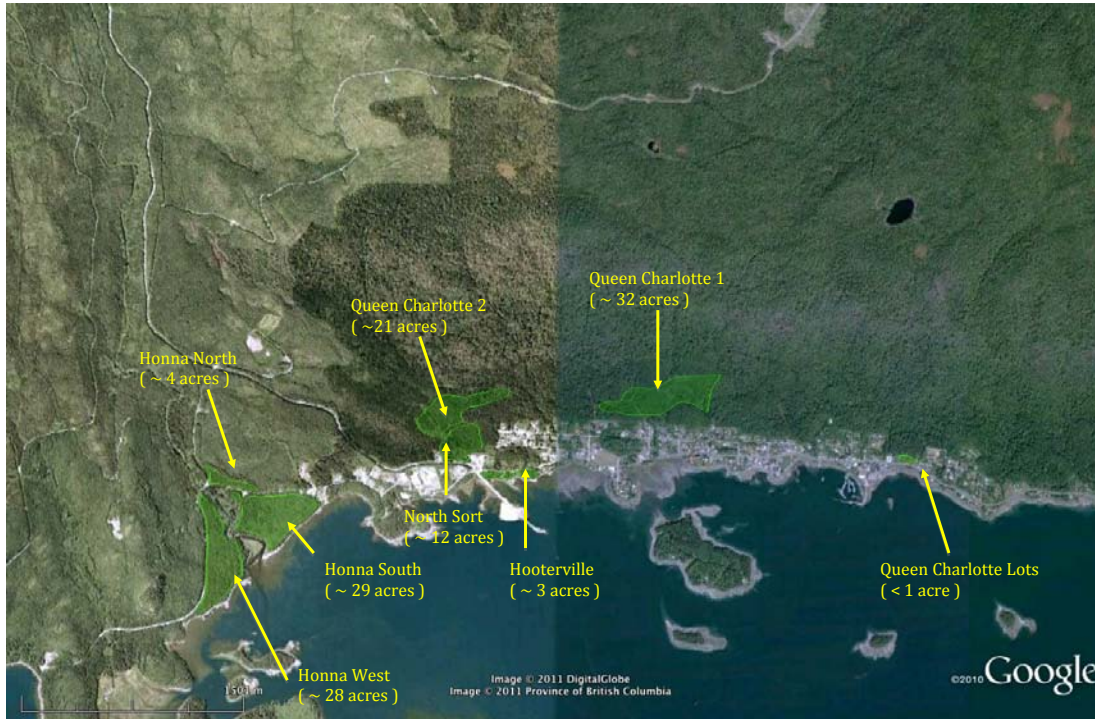 Queen Charlotte 1
( ~ 32 acres )
Queen Charlotte 2
( ~21 acres )
Honna North
( ~ 4 acres )
North Sort
( ~ 12 acres )
Honna South
( ~ 29 acres )
Hooterville
( ~ 3 acres )
Queen Charlotte Lots
( < 1 acre )
Honna West
( ~ 28 acres )
1501 m
Image © 2011 DigitalGlobe
Image © 2011 Province of British Columbia
©2010 Google